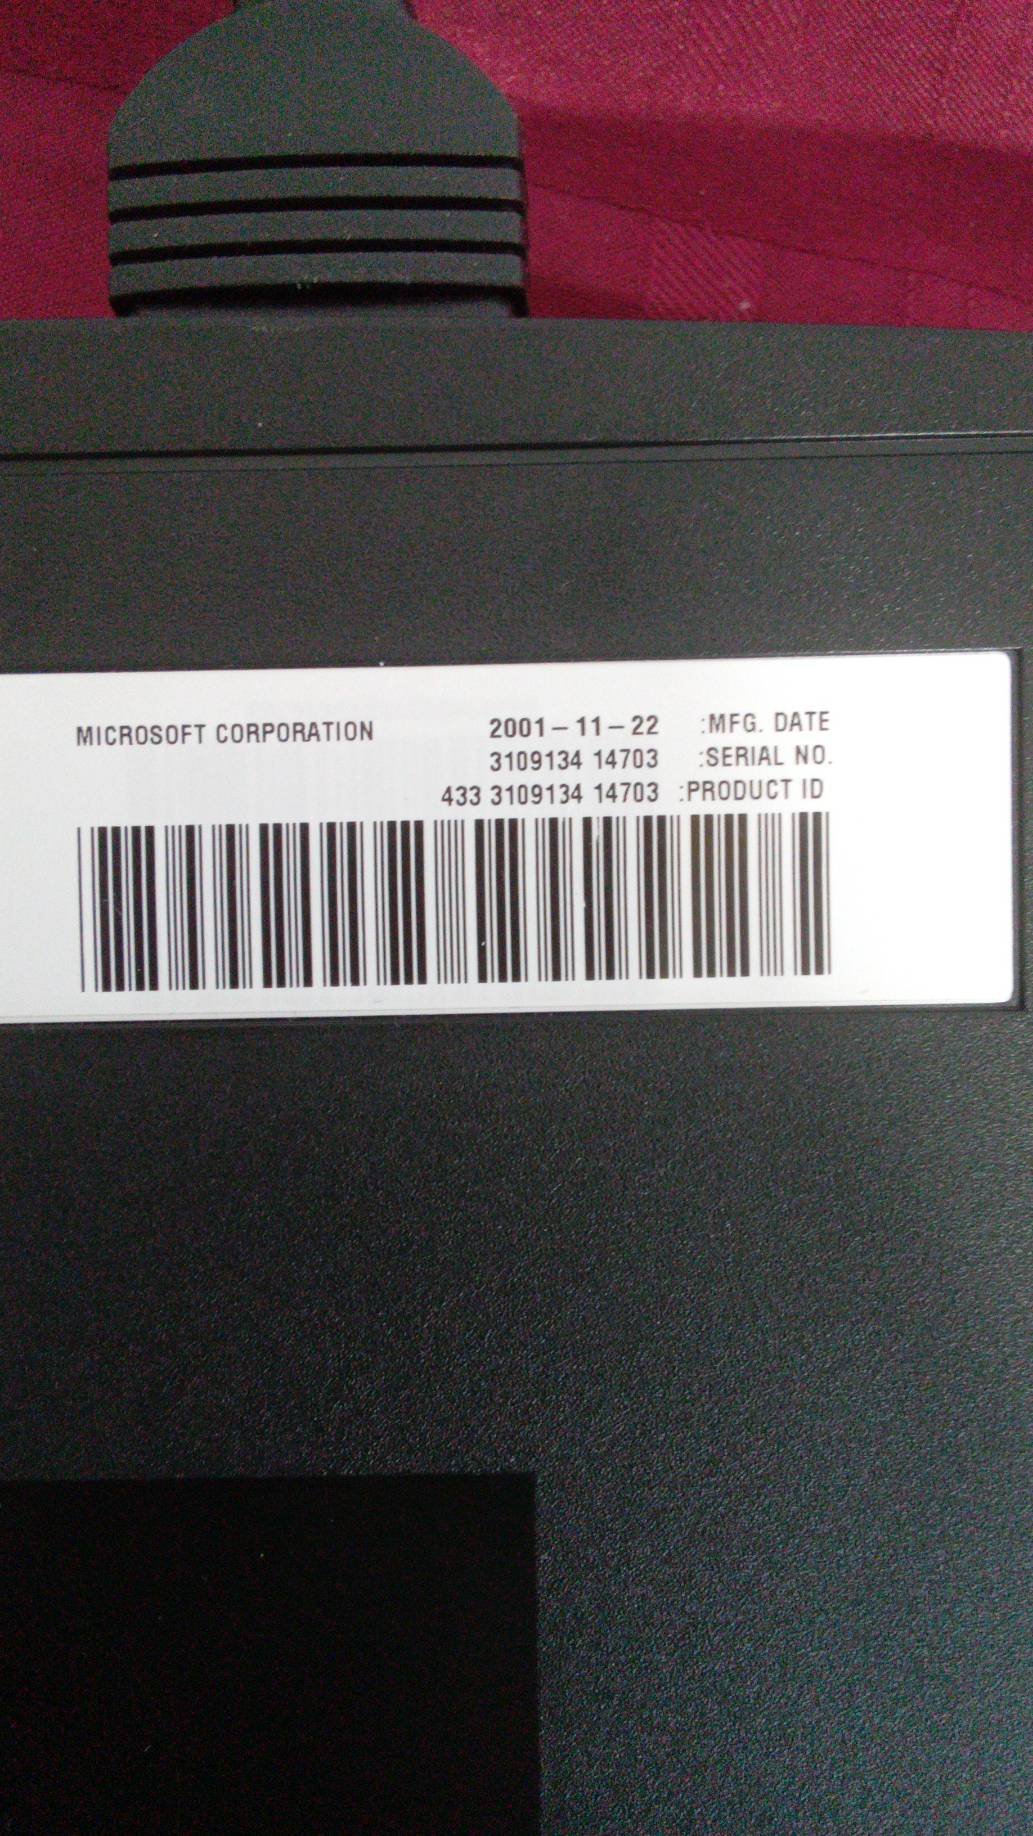 MICROSOFT CORPORATION 2001-11-22 :MFG. DATE
3109134 14703 :SERIAL NO.
433 3109134 14703 :PRODUCT ID